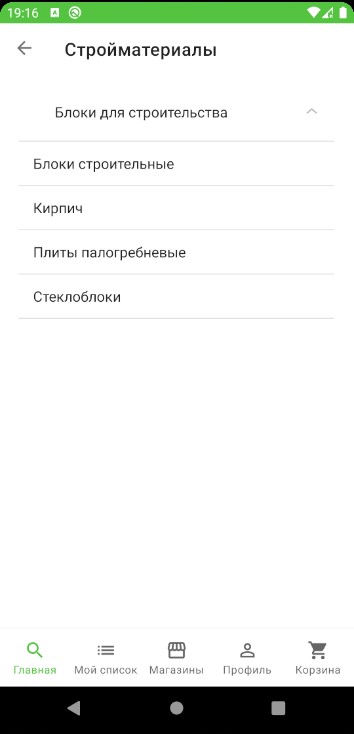 19:16
Стройматериалы
Блоки для строительства
Блоки строительные
Кирпич
Плиты палогребневые
Стеклоблоки
Главная Мой список Магазины Профиль Корзина